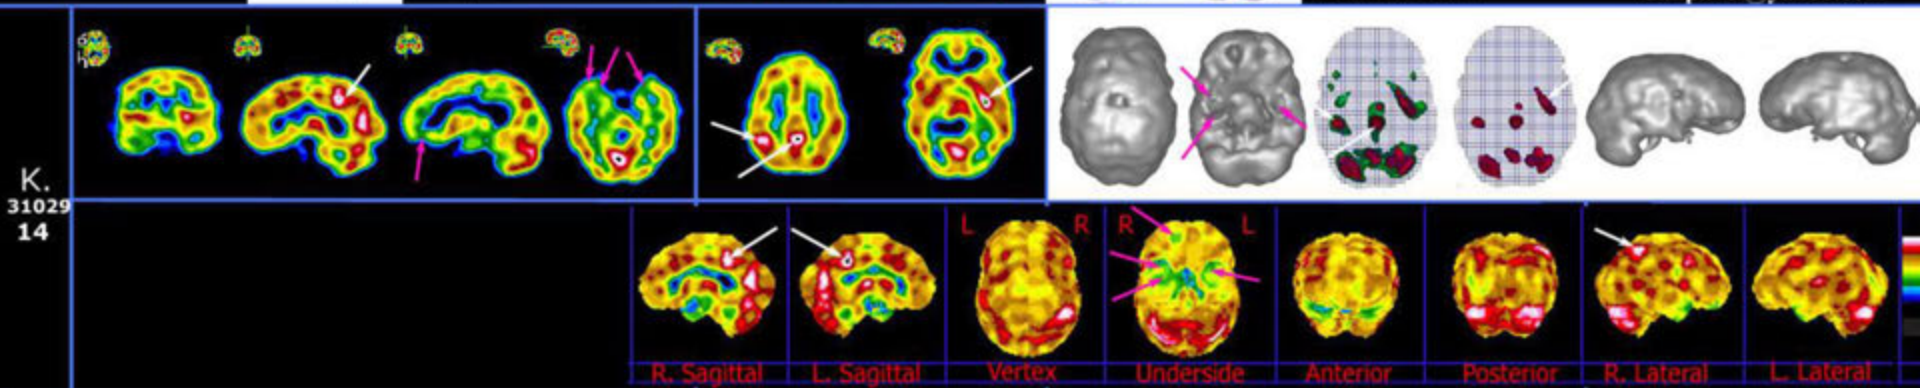 K.
31029
14
L R R L
R. Sagittal L. Sagittal Vertex Underside Anterior Posterior R. Lateral L. Lateral